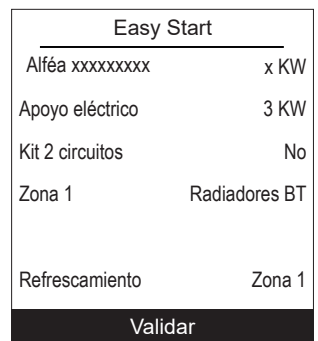 Easy Start
Alféa xxxxxxxxx x KW
Apoyo eléctrico 3 KW
Kit 2 circuitos No
Zona 1 Radiadores BT
Refrescamiento Zona 1
Validar